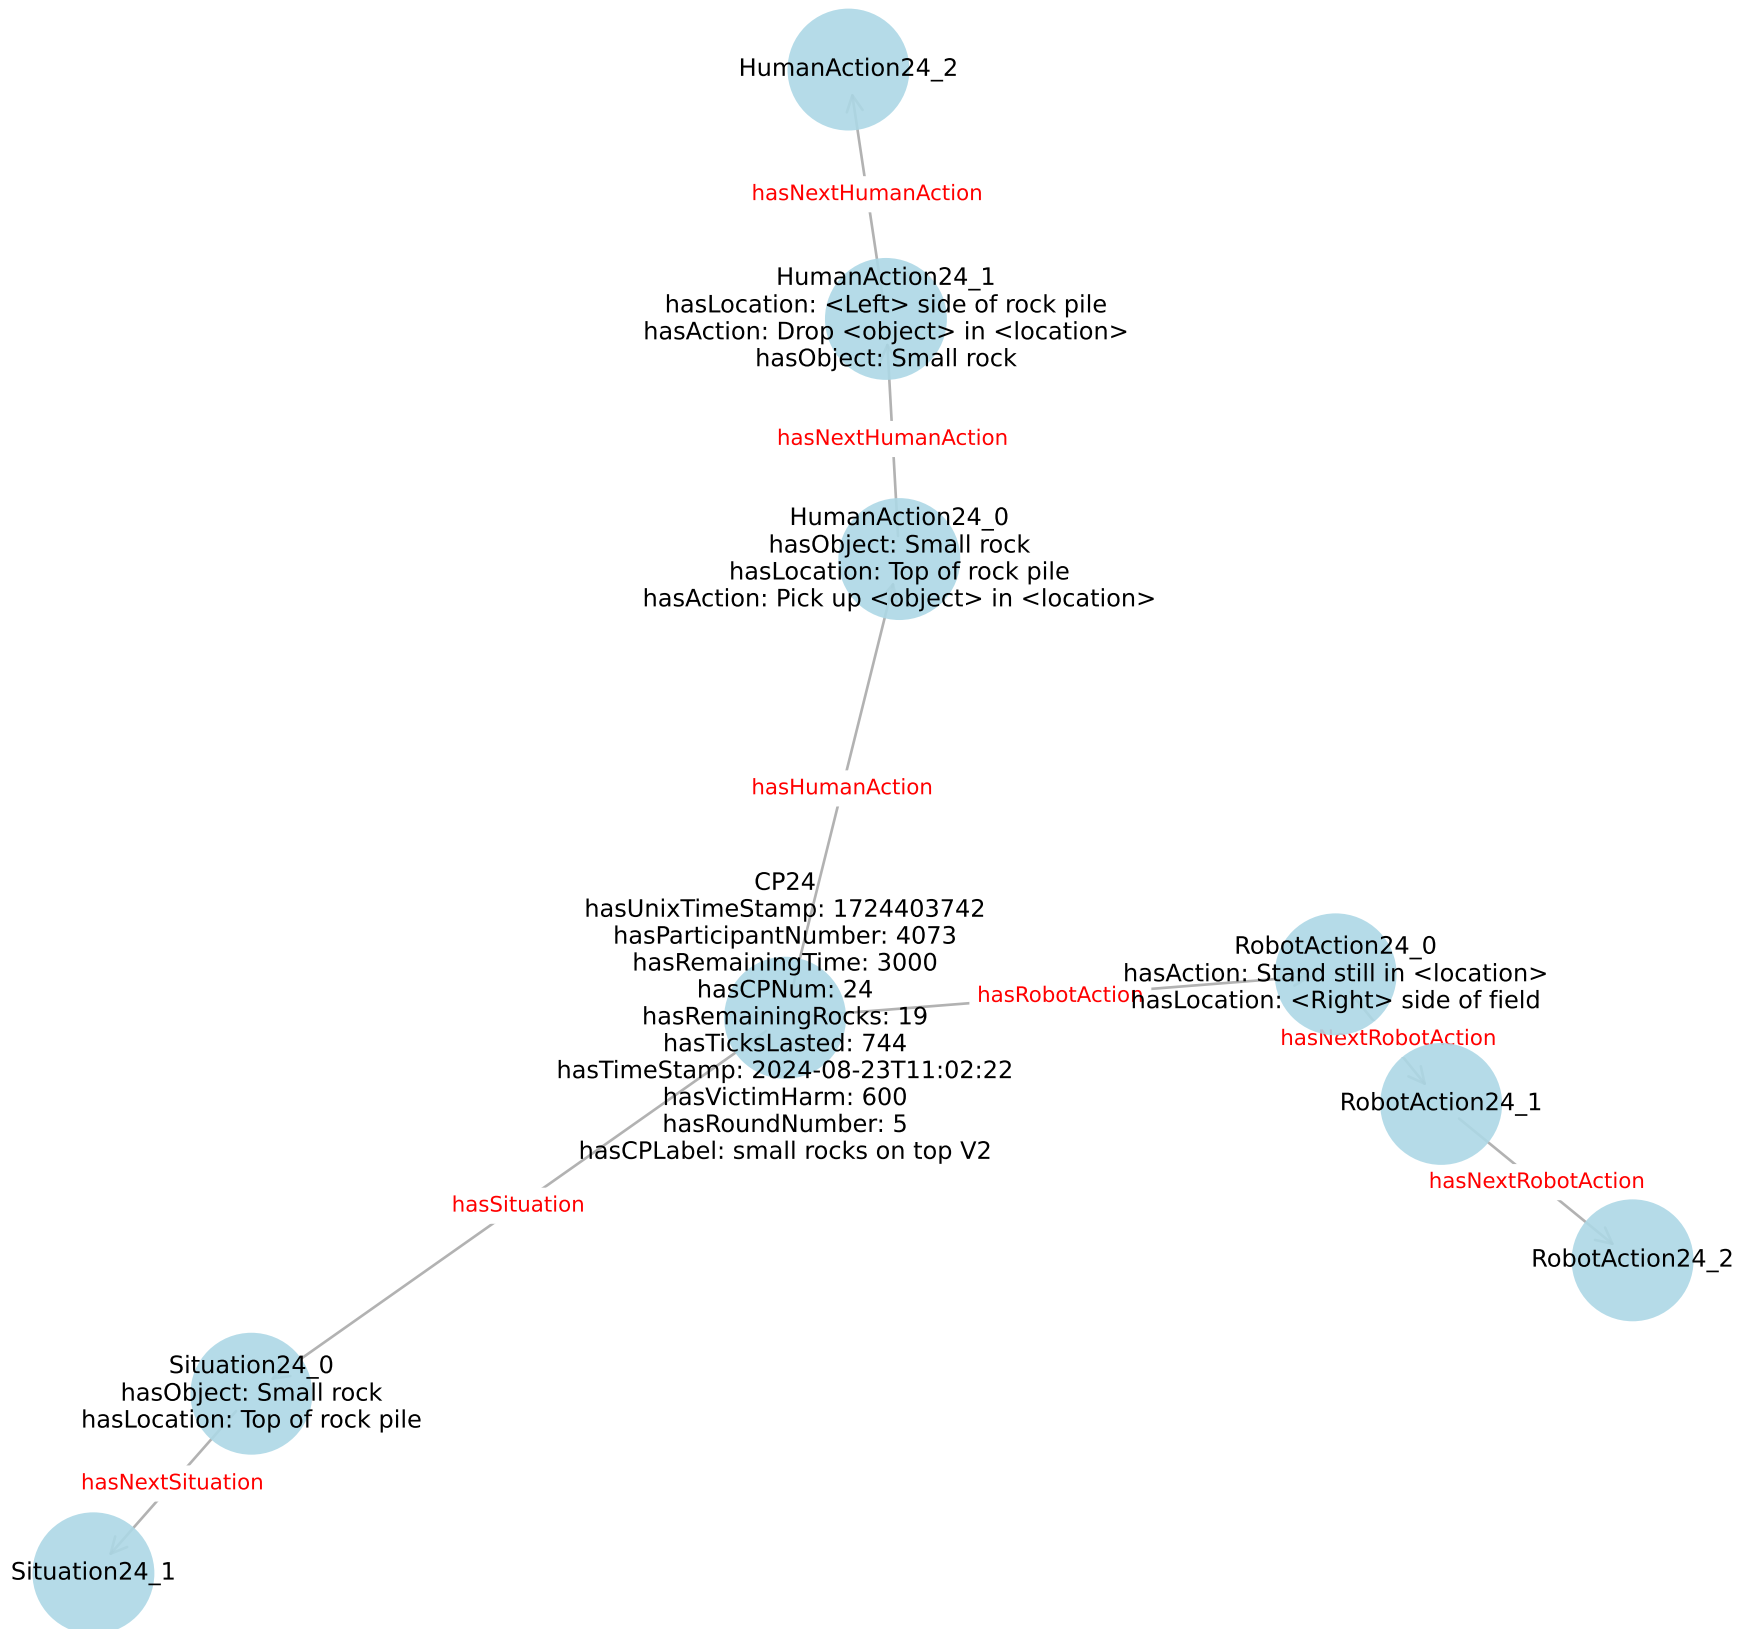 HumanAction24_2
hasNextHumanAction
HumanAction24_1
hasLocation: <Left> side of rock pile
hasAction: Drop <object> in <location>
hasObject: Small rock
hasNextHumanAction
HumanAction24_0
hasObject: Small rock
hasLocation: Top of rock pile
hasAction: Pick up <object> in <location>
hasHumanAction
CP24
hasUnixTimeStamp: 1724403742
hasParticipantNumber: 4073
hasRemainingTime: 3000
hasCPNum: 24
hasRemainingRocks: 19
hasTicksLasted: 744
hasTimeStamp: 2024-08-23T11:02:22
hasVictimHarm: 600
hasRoundNumber: 5
hasCPLabel: small rocks on top V2
hasRobotAction
RobotAction24_0
hasAction: Stand still in <location>
hasLocation: <Right> side of field
hasNextRobotAction
RobotAction24_1
hasNextRobotAction
RobotAction24_2
hasSituation
Situation24_0
hasObject: Small rock
hasLocation: Top of rock pile
hasNextSituation
Situation24_1